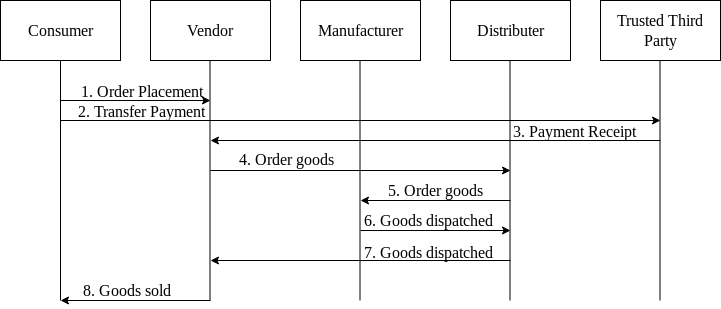 Consumer
Vendor
Manufacturer
Distributer
Trusted Third
Party
1. Order Placement
2. Transfer Payment
3. Payment Receipt
4. Order goods
5. Order goods
6. Goods dispatched
7. Goods dispatched
8. Goods sold